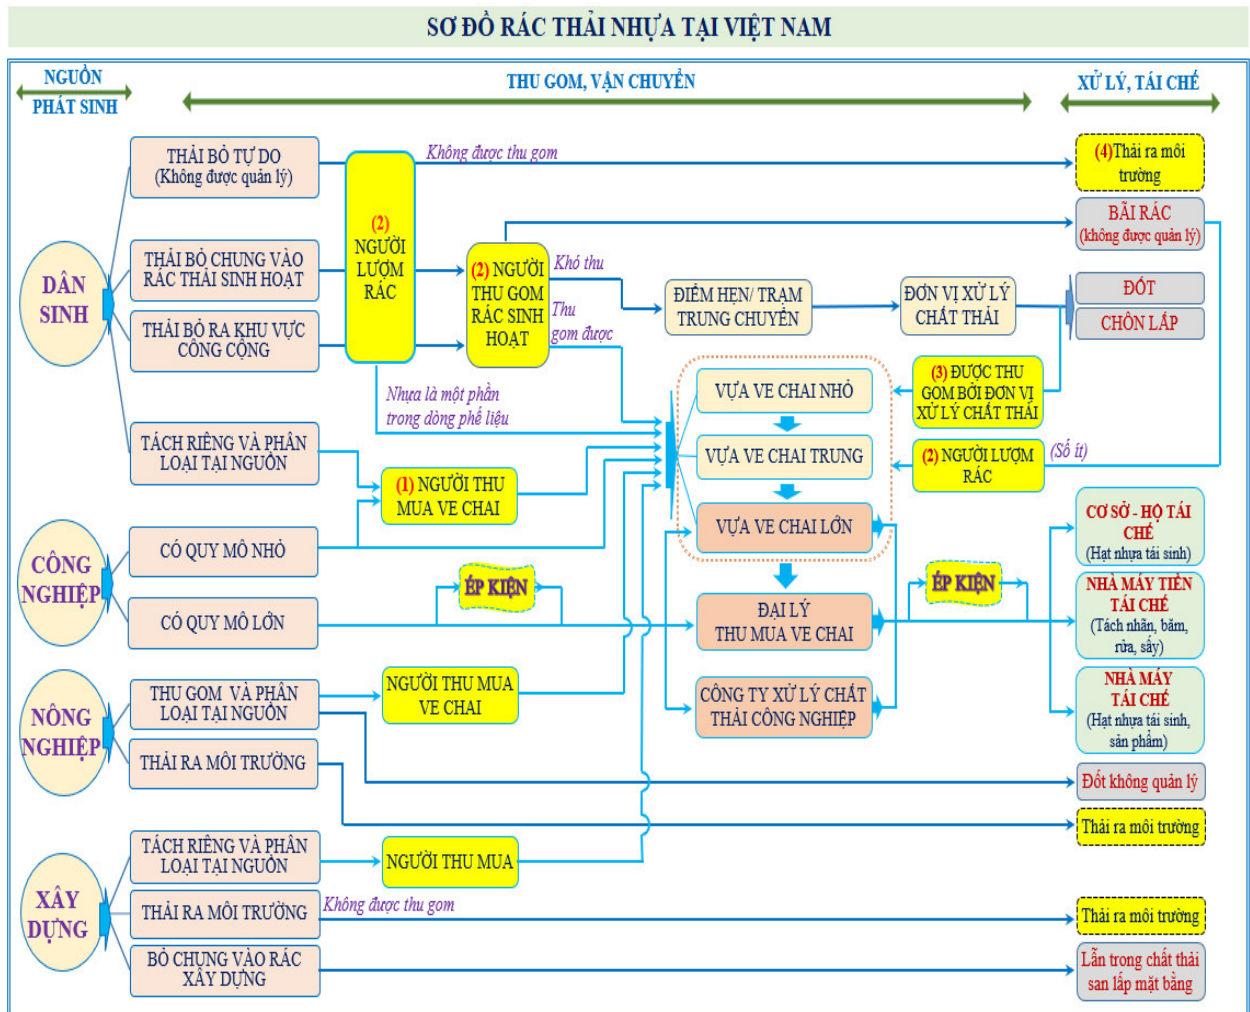 SƠ ĐỒ RÁC THẢI NHỰA TẠI VIỆT NAM
NGUỒN
PHÁT SINH
THU GOM, VẬN CHUYỂN
XỬ LÝ, TÁI CHẾ
DÂN
SINH
THẢI BỎ TỰ DO
(Không được quản lý)
THẢI BỎ CHUNG VÀO
RÁC THẢI SINH HOẠT
THẢI BỎ RA KHU VỰC
CÔNG CỘNG
TÁCH RIÊNG VÀ PHÂN
LOẠI TẠI NGUỒN
(2)
NGƯỜI
LƯỢM
RÁC
Không được thu gom
(4)Thải ra môi
trường
BÃI RÁC
(không được quản lý)
(2) NGƯỜI
THU GOM
RÁC SINH
HOẠT
Khó thu
Thu
gom được
ĐIỂM HẸN/ TRẠM
TRUNG CHUYỂN
ĐƠN VỊ XỬ LÝ
CHẤT THẢI
ĐỐT
CHÔN LẤP
Nhựa là một phần
trong dòng phế liệu
VỰA VE CHAI NHỎ
VỰA VE CHAI TRUNG
VỰA VE CHAI LỚN
(3) ĐƯỢC THU
GOM BỞI ĐƠN VỊ
XỬ LÝ CHẤT THẢI
(2) NGƯỜI LƯỢM
RÁC
(Số ít)
(1) NGƯỜI THU
MUA VE CHAI
CÔNG
NGHIỆP
CÓ QUY MÔ NHỎ
CÓ QUY MÔ LỚN
ÉP KIỆN
ĐẠI LÝ
THU MUA VE CHAI
CÔNG TY XỬ LÝ CHẤT
THẢI CÔNG NGHIỆP
ÉP KIỆN
CƠ SỞ - HỘ TÁI
CHẾ
(Hạt nhựa tái sinh)
NHÀ MÁY TIỀN
TÁI CHẾ
(Tách nhãn, băm,
rửa, sấy)
NHÀ MÁY
TÁI CHẾ
(Hạt nhựa tái sinh,
sản phẩm)
NÔNG
NGHIỆP
THU GOM VÀ PHÂN
LOẠI TẠI NGUỒN
THẢI RA MÔI TRƯỜNG
NGƯỜI THU MUA
VE CHAI
Đốt không quản lý
Thải ra môi trường
XÂY
DỰNG
TÁCH RIÊNG VÀ PHÂN
LOẠI TẠI NGUỒN
THẢI RA MÔI TRƯỜNG
BỎ CHUNG VÀO RÁC
XÂY DỰNG
NGƯỜI THU MUA
Không được thu gom
Thải ra môi trường
Lẫn trong chất thải
san lấp mặt bằng